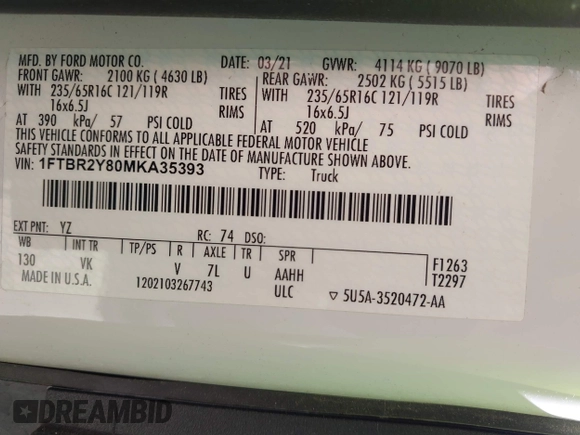 MFD. BY FORD MOTOR CO. DATE: 03/21 GVWR: 4114 KG ( 9070 LB)
FRONT GAWR: 2100 KG ( 4630 LB) REAR GAWR: 2502 KG ( 5515 LB)
WITH 235/65R16C 121/119R TIRES WITH 235/65R16C 121/119R TIRES
16x6.5J RIMS 16x6.5J RIMS
AT 390 kPa/ 57 PSI COLD AT 520 kPa/ 75 PSI COLD
THIS VEHICLE CONFORMS TO ALL APPLICABLE FEDERAL MOTOR VEHICLE
SAFETY STANDARDS IN EFFECT ON THE DATE OF MANUFACTURE SHOWN ABOVE.
VIN: 1FTBR2Y80MKA35393 TYPE: Truck
EXT PNT: YZ RC: 74 DSO:
WB INT TR TP/PS R AXLE TR SPR F1263
130 VK V 7L U AAHH T2297
MADE IN U.S.A. 1202103267743 ULC ▽ 5U5A-3520472-AA
DREAMBID